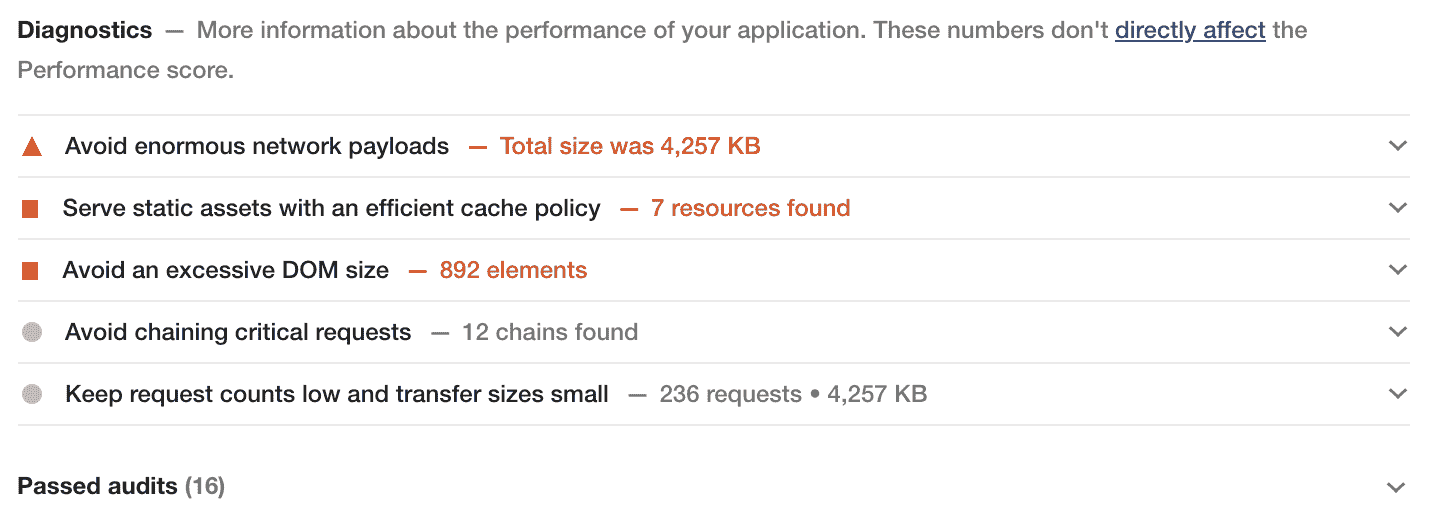 Diagnostics — More information about the performance of your application. These numbers don't directly affect the
Performance score.
Avoid enormous network payloads — Total size was 4,257 KB
Serve static assets with an efficient cache policy — 7 resources found
Avoid an excessive DOM size — 892 elements
Avoid chaining critical requests — 12 chains found
Keep request counts low and transfer sizes small — 236 requests • 4,257 KB
Passed audits (16)